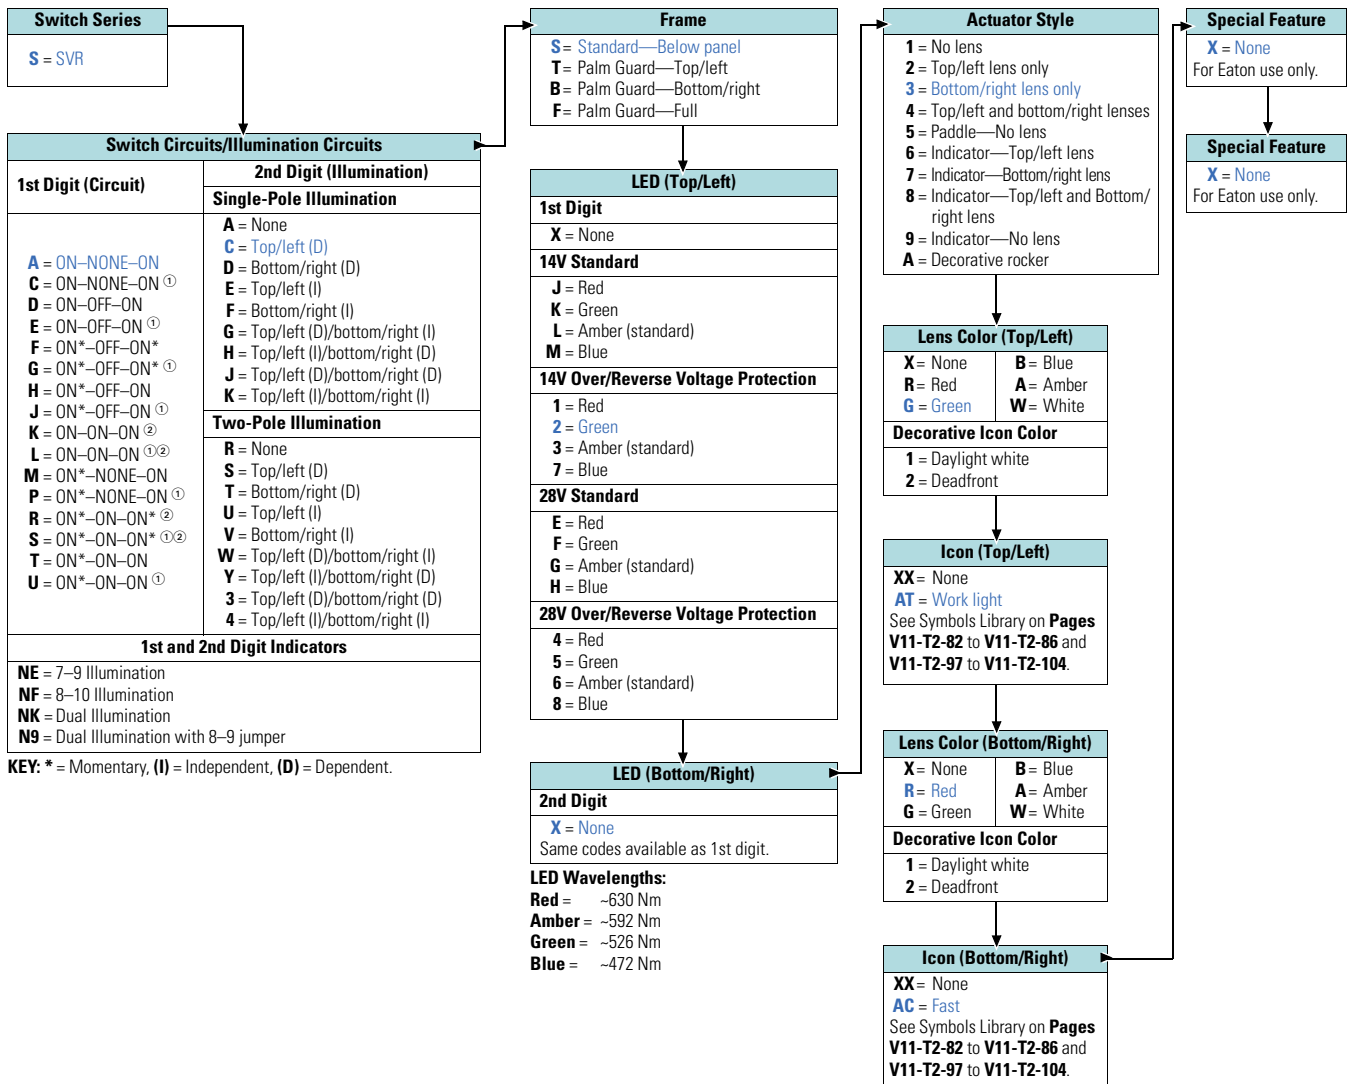 Switch Series
S = SVR
Switch Circuits/Illumination Circuits
1st Digit (Circuit)
A = ON–NONE–ON
C = ON–NONE–ON ①
D = ON–OFF–ON
E = ON–OFF–ON ①
F = ON*–OFF–ON*
G = ON*–OFF–ON* ①
H = ON*–OFF–ON
J = ON*–OFF–ON ①
K = ON–ON–ON ②
L = ON–ON–ON ①②
M = ON*–NONE–ON
P = ON*–NONE–ON ①
R = ON*–ON–ON* ②
S = ON*–ON–ON* ①②
T = ON*–ON–ON
U = ON*–ON–ON ①
2nd Digit (Illumination)
Single-Pole Illumination
A = None
C = Top/left (D)
D = Bottom/right (D)
E = Top/left (I)
F = Bottom/right (I)
G = Top/left (D)/bottom/right (I)
H = Top/left (I)/bottom/right (D)
J = Top/left (D)/bottom/right (D)
K = Top/left (I)/bottom/right (I)
Two-Pole Illumination
R = None
S = Top/left (D)
T = Bottom/right (D)
U = Top/left (I)
V = Bottom/right (I)
W = Top/left (D)/bottom/right (I)
Y = Top/left (I)/bottom/right (D)
3 = Top/left (D)/bottom/right (D)
4 = Top/left (I)/bottom/right (I)
1st and 2nd Digit Indicators
NE = 7–9 Illumination
NF = 8–10 Illumination
NK = Dual Illumination
N9 = Dual Illumination with 8–9 jumper
KEY: * = Momentary, (I) = Independent, (D) = Dependent.
Frame
S = Standard—Below panel
T = Palm Guard—Top/left
B = Palm Guard—Bottom/right
F = Palm Guard—Full
LED (Top/Left)
1st Digit
X = None
14V Standard
J = Red
K = Green
L = Amber (standard)
M = Blue
14V Over/Reverse Voltage Protection
1 = Red
2 = Green
3 = Amber (standard)
7 = Blue
28V Standard
E = Red
F = Green
G = Amber (standard)
H = Blue
28V Over/Reverse Voltage Protection
4 = Red
5 = Green
6 = Amber (standard)
8 = Blue
LED (Bottom/Right)
2nd Digit
X = None
Same codes available as 1st digit.
LED Wavelengths:
Red = ~630 Nm
Amber = ~592 Nm
Green = ~526 Nm
Blue = ~472 Nm
Actuator Style
1 = No lens
2 = Top/left lens only
3 = Bottom/right lens only
4 = Top/left and bottom/right lenses
5 = Paddle—No lens
6 = Indicator—Top/left lens
7 = Indicator—Bottom/right lens
8 = Indicator—Top/left and Bottom/
right lens
9 = Indicator—No lens
A = Decorative rocker
Lens Color (Top/Left)
X = None B = Blue
R = Red A = Amber
G = Green W = White
Decorative Icon Color
1 = Daylight white
2 = Deadfront
Icon (Top/Left)
XX = None
AT = Work light
See Symbols Library on Pages
V11-T2-82 to V11-T2-86 and
V11-T2-97 to V11-T2-104.
Lens Color (Bottom/Right)
X = None B = Blue
R = Red A = Amber
G = Green W = White
Decorative Icon Color
1 = Daylight white
2 = Deadfront
Icon (Bottom/Right)
XX = None
AC = Fast
See Symbols Library on Pages
V11-T2-82 to V11-T2-86 and
V11-T2-97 to V11-T2-104.
Special Feature
X = None
For Eaton use only.
Special Feature
X = None
For Eaton use only.